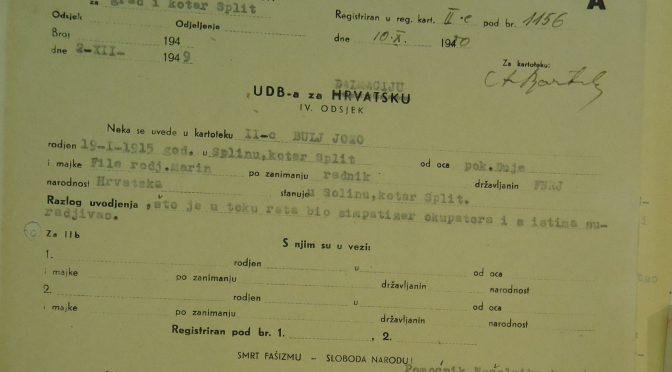 za grad i kotar Split
A
Odsjek Odjeljenje
Registriran u reg. kart. II-c pod br. 1156
Broj 194
dne 10.X. 1950
dne 2-XII- 1949
Za kartoteku:
DALMACIJU
UDB-a za HRVATSKU
IV. ODSJEK
Neka se uvede u kartoteku II-c BULJ JOZO
rodjen 19-I-1915 god. u Splinu,kotar Split od oca pok.Duje
i majke File rodj.Marin po zanimanju radnik državljanin FNRJ
narodnost Hrvatska stanuje u Solinu,kotar Split.
Razlog uvodjenja ,što je u toku rata bio simpatizer okupatora i s istima su-
radjivao.
Za IIb S njim su u vezi:
1. rodjen u od oca
i majke po zanimanju državljanin narodnost
2. rodjen u od oca
i majke po zanimanju državljanin narodnost
Registriran pod br. 1. , 2.
SMRT FAŠIZMU – SLOBODA NARODU!